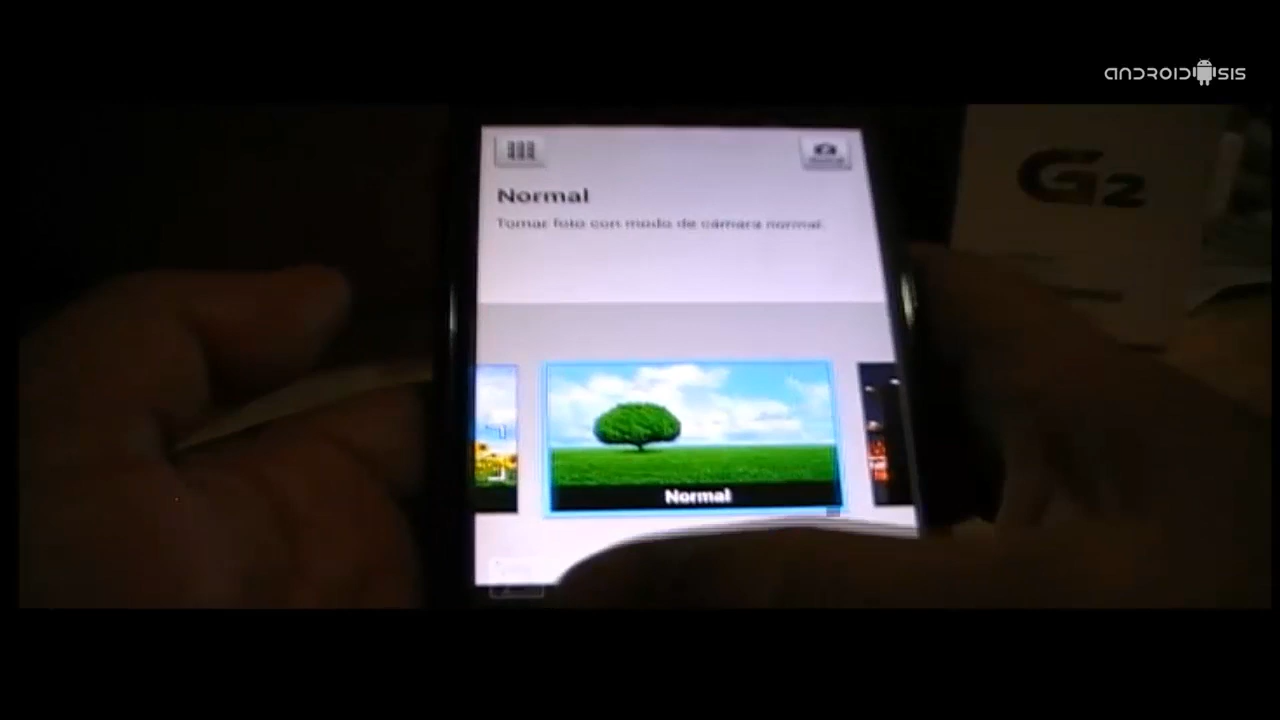 ANDROIDSIS
G2
Normal
Tomar foto con modo de cámara normal.
Normal